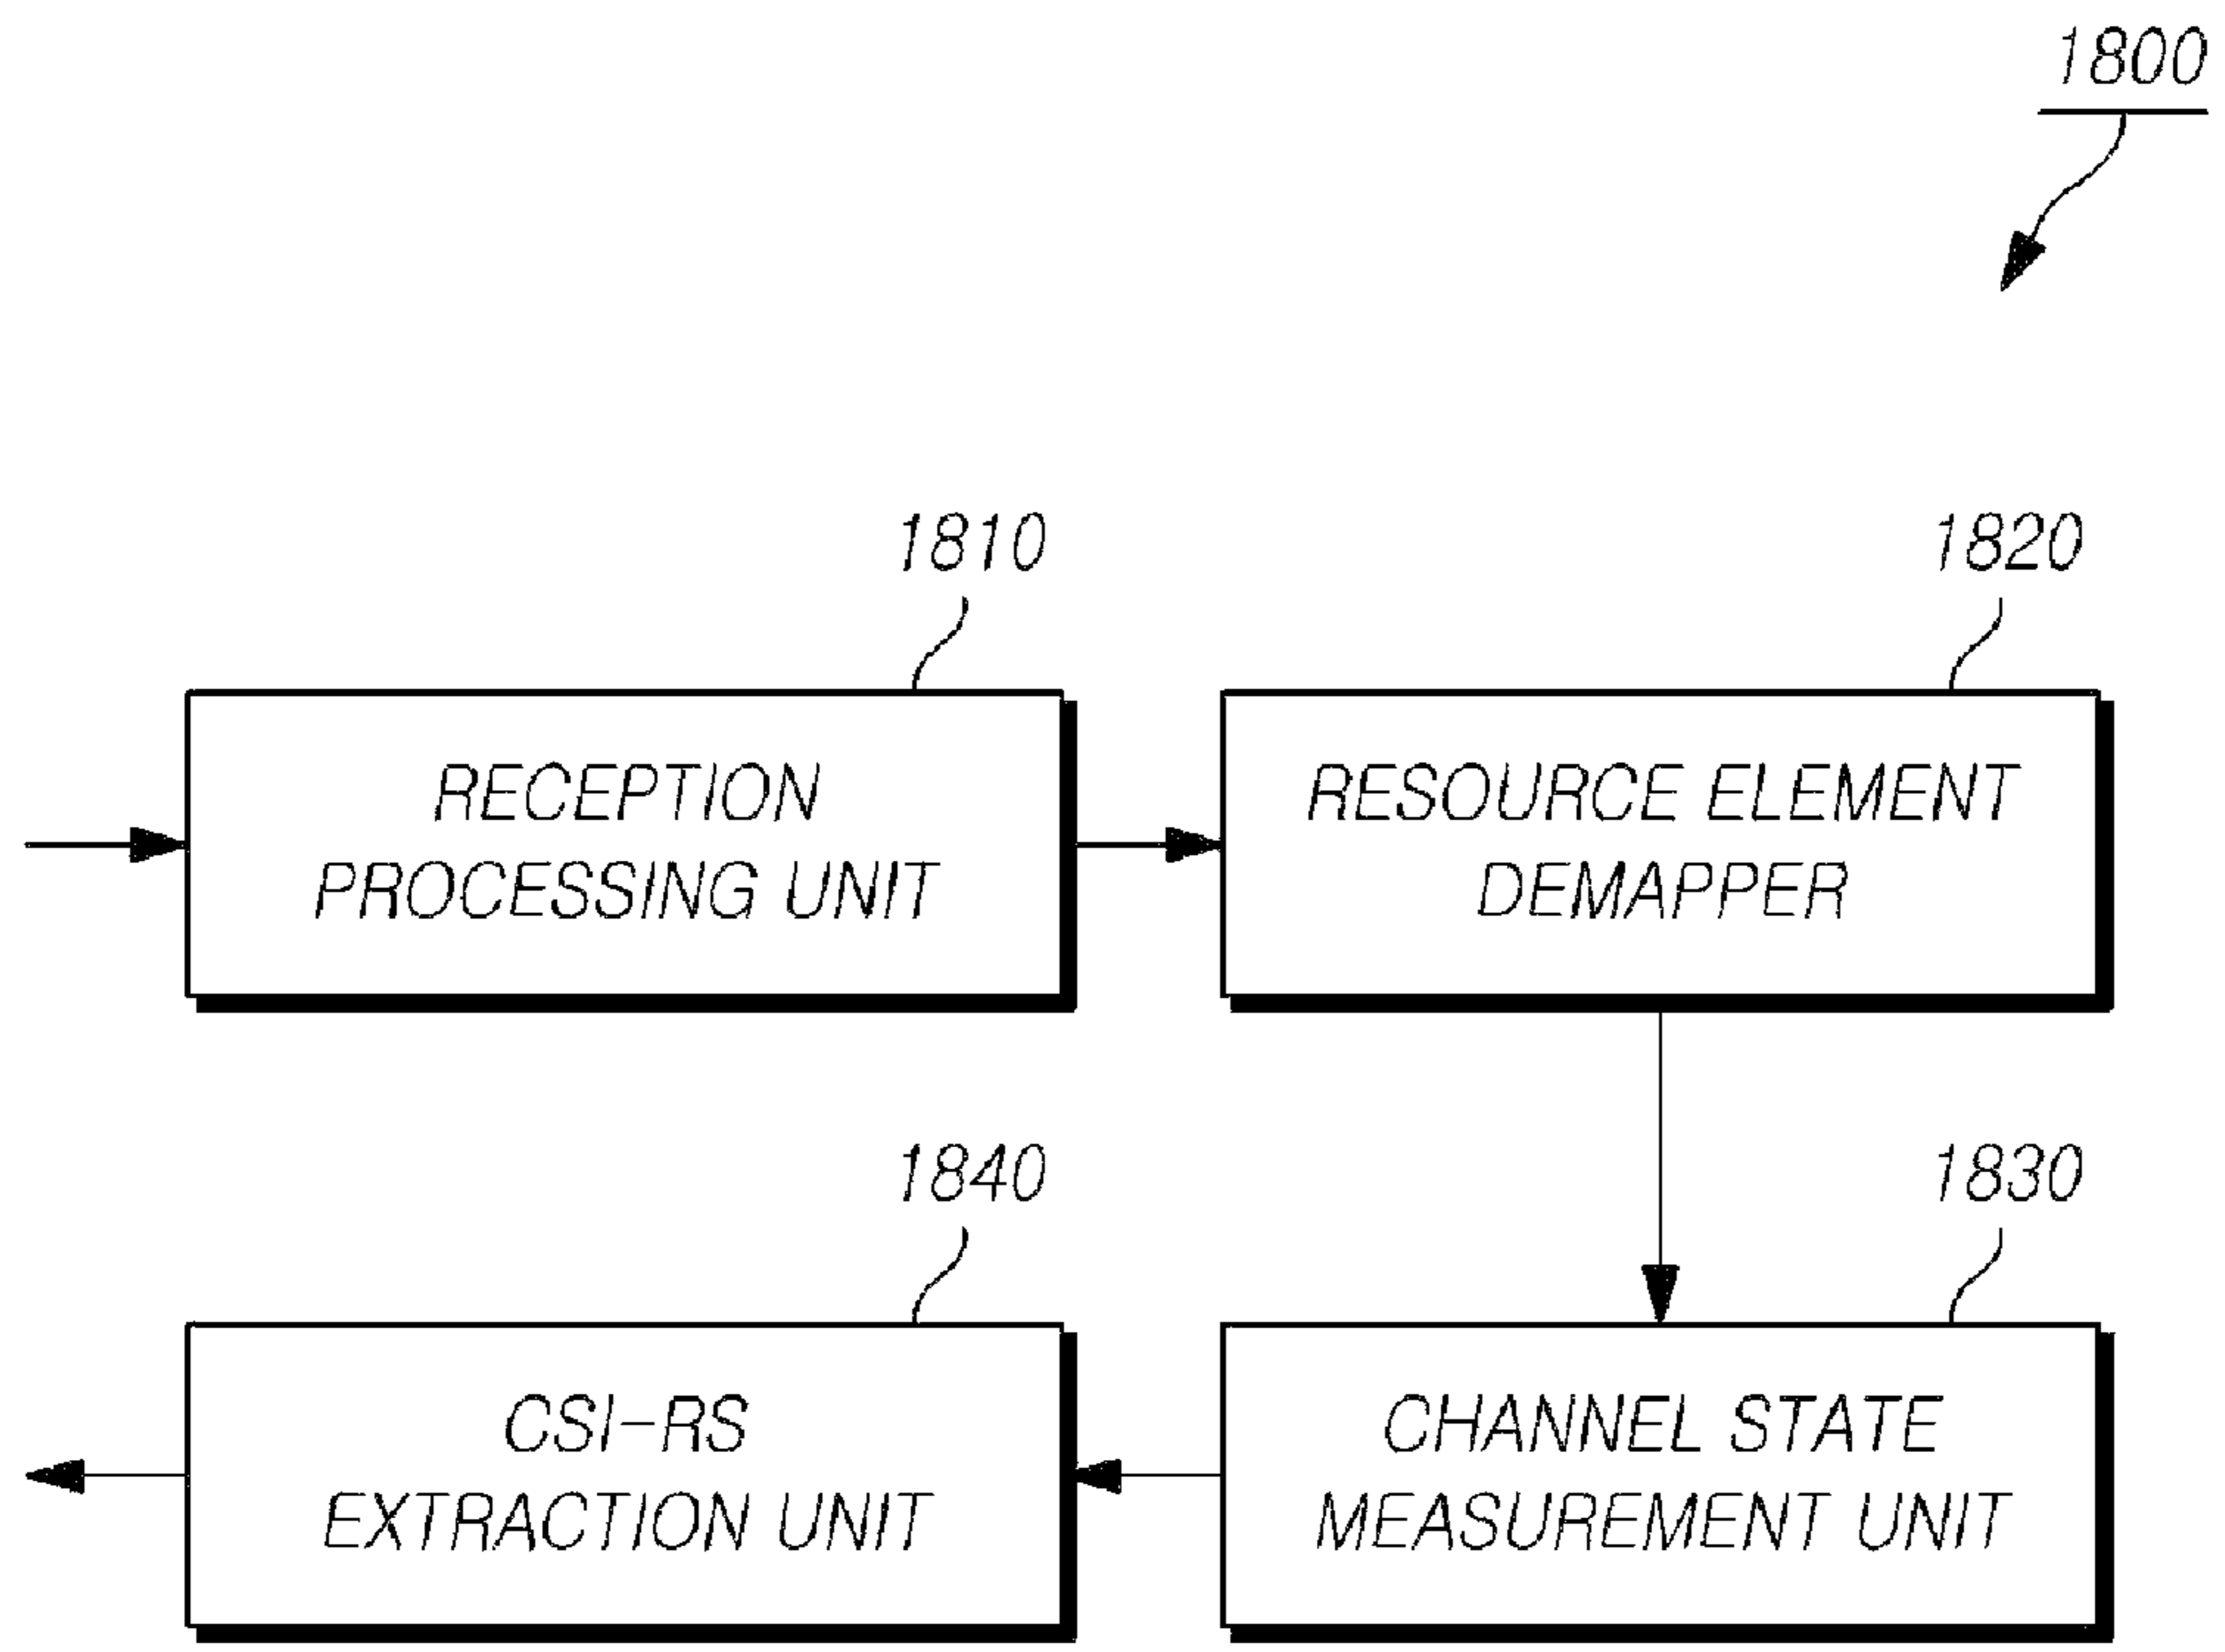 1800
1810
1820
RECEPTION
PROCESSING UNIT
RESOURCE ELEMENT
DEMAPPER
1840
1830
CSI-RS
EXTRACTION UNIT
CHANNEL STATE
MEASUREMENT UNIT